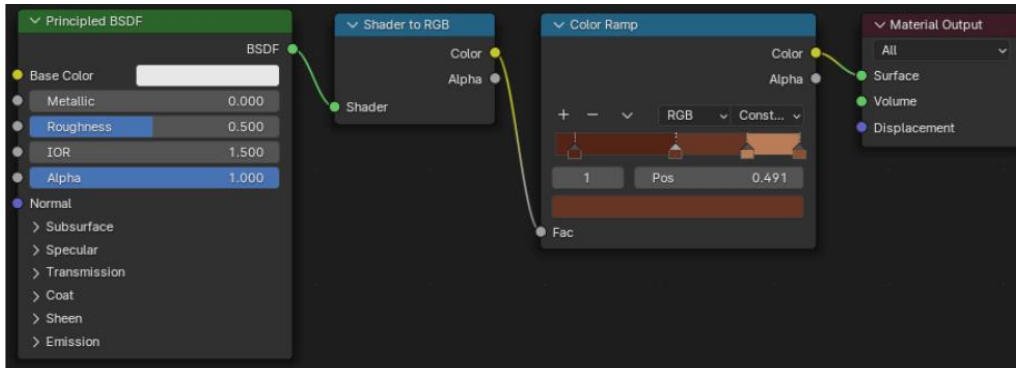 Principled BSDF
BSDF
Base Color
Metallic 0.000
Roughness 0.500
IOR 1.500
Alpha 1.000
Normal
Subsurface
Specular
Transmission
Coat
Sheen
Emission
Shader to RGB
Color
Alpha
Shader
Color Ramp
Color
Alpha
RGB Const...
1 Pos 0.491
Fac
Material Output
All
Surface
Volume
Displacement